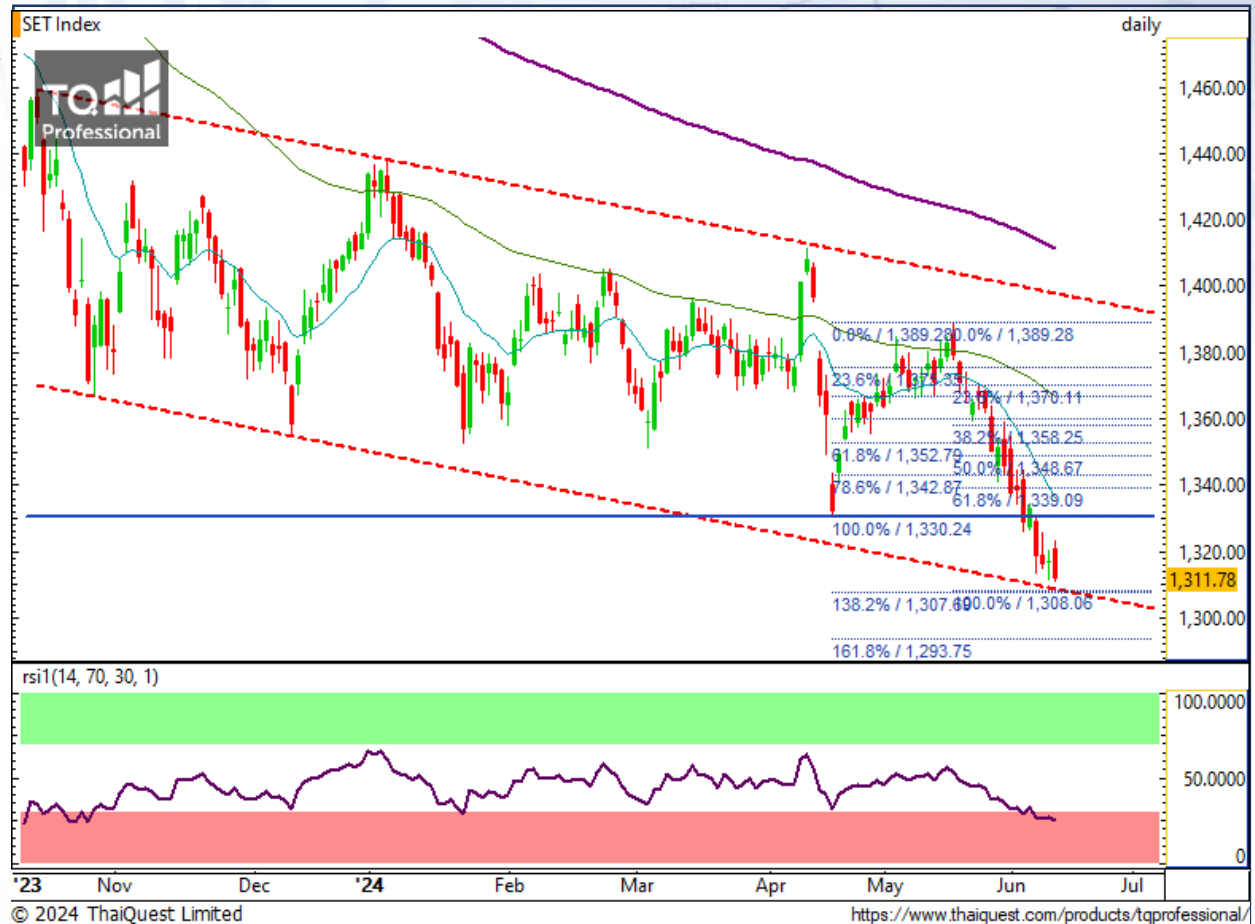 SET Index
daily
TQ
Professional
1,460.00
1,440.00
1,420.00
1,400.00
1,380.00
1,360.00
1,340.00
1,320.00
1,311.78
1,300.00
0.0% / 1,389.28
0.0% / 1,389.28
23.6% /
/ 1,370.11
38.2% / 1,358.25
61.8% / 1,352.79
50.0% / 1,348.67
78.6% / 1,342.87
61.8% / 1,339.09
100.0% / 1,330.24
138.2% / 1,307.69
100.0% / 1,308.06
161.8% / 1,293.75
rsi1(14, 70, 30, 1)
100.0000
50.0000
0
'23 Nov Dec '24 Feb Mar Apr May Jun Jul
© 2024 ThaiQuest Limited
https://www.thaiquest.com/products/tqprofessional/